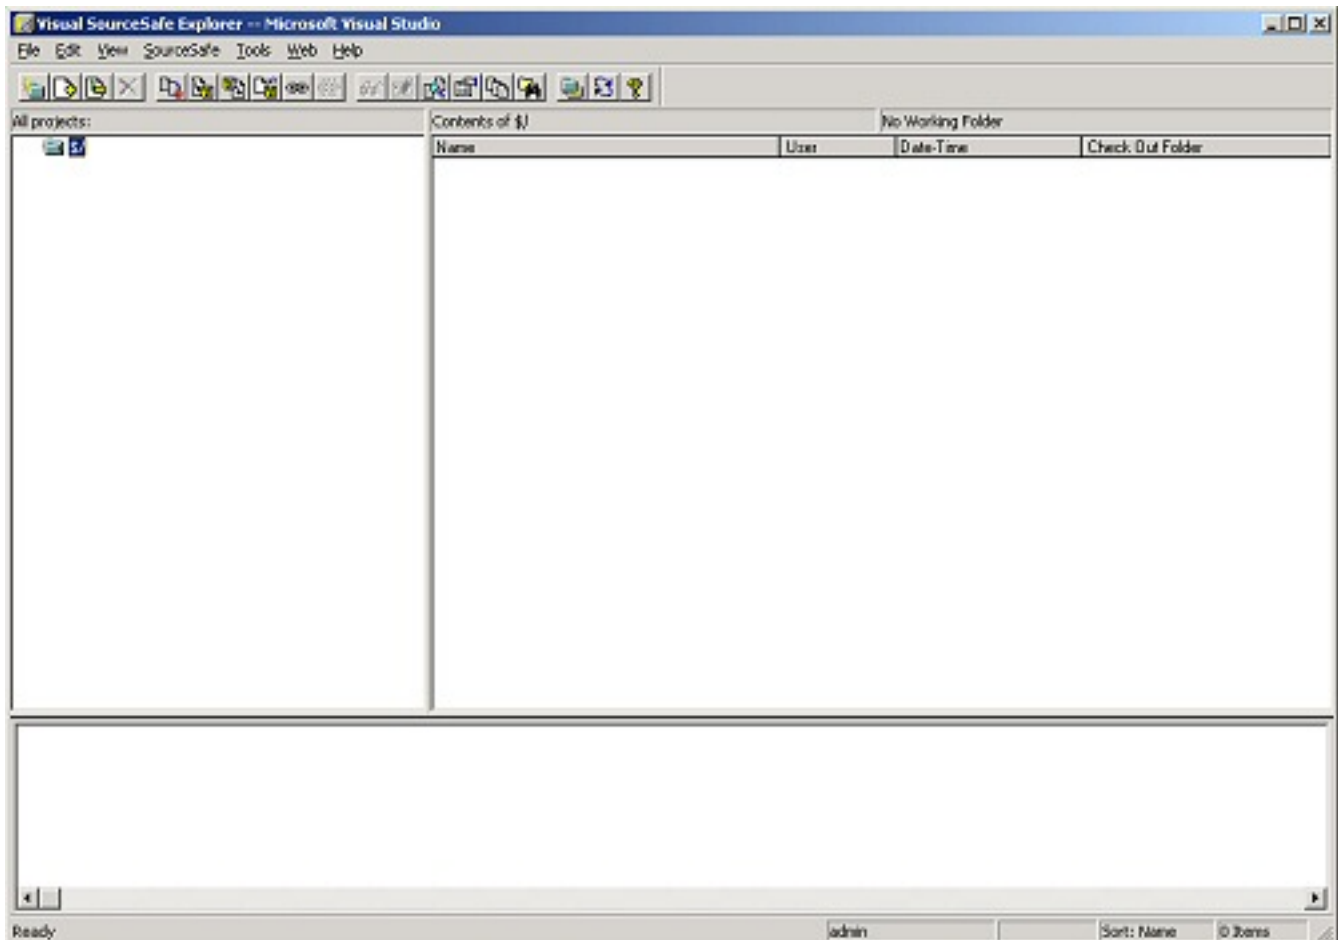 Visual SourceSafe Explorer -- Microsoft Visual Studio
File Edit View SourceSafe Tools Web Help
All projects:
Contents of $/
No Working Folder
$/
Name User Date-Time Check Out Folder
Ready
admin
Sort: Name
0 Items